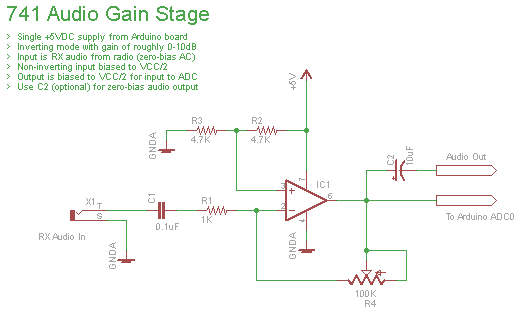 741 Audio Gain Stage
> Single +5VDC supply from Arduino board
> Inverting mode with gain of roughly 0-10dB
> Input is RX audio from radio (zero-bias AC)
> Non-inverting input biased to VCC/2
> Output is biased to VCC/2 for input to ADC
> Use C2 (optional) for zero-bias audio output
+5V
R3
R2
4.7K
4.7K
GNDA
C2
10uF
Audio Out
7
IC1
3
+
6
2
-
4
X1
T
S
C1
0.1uF
R1
1K
To Arduino ADC0
RX Audio In
GNDA
GNDA
100K
R4